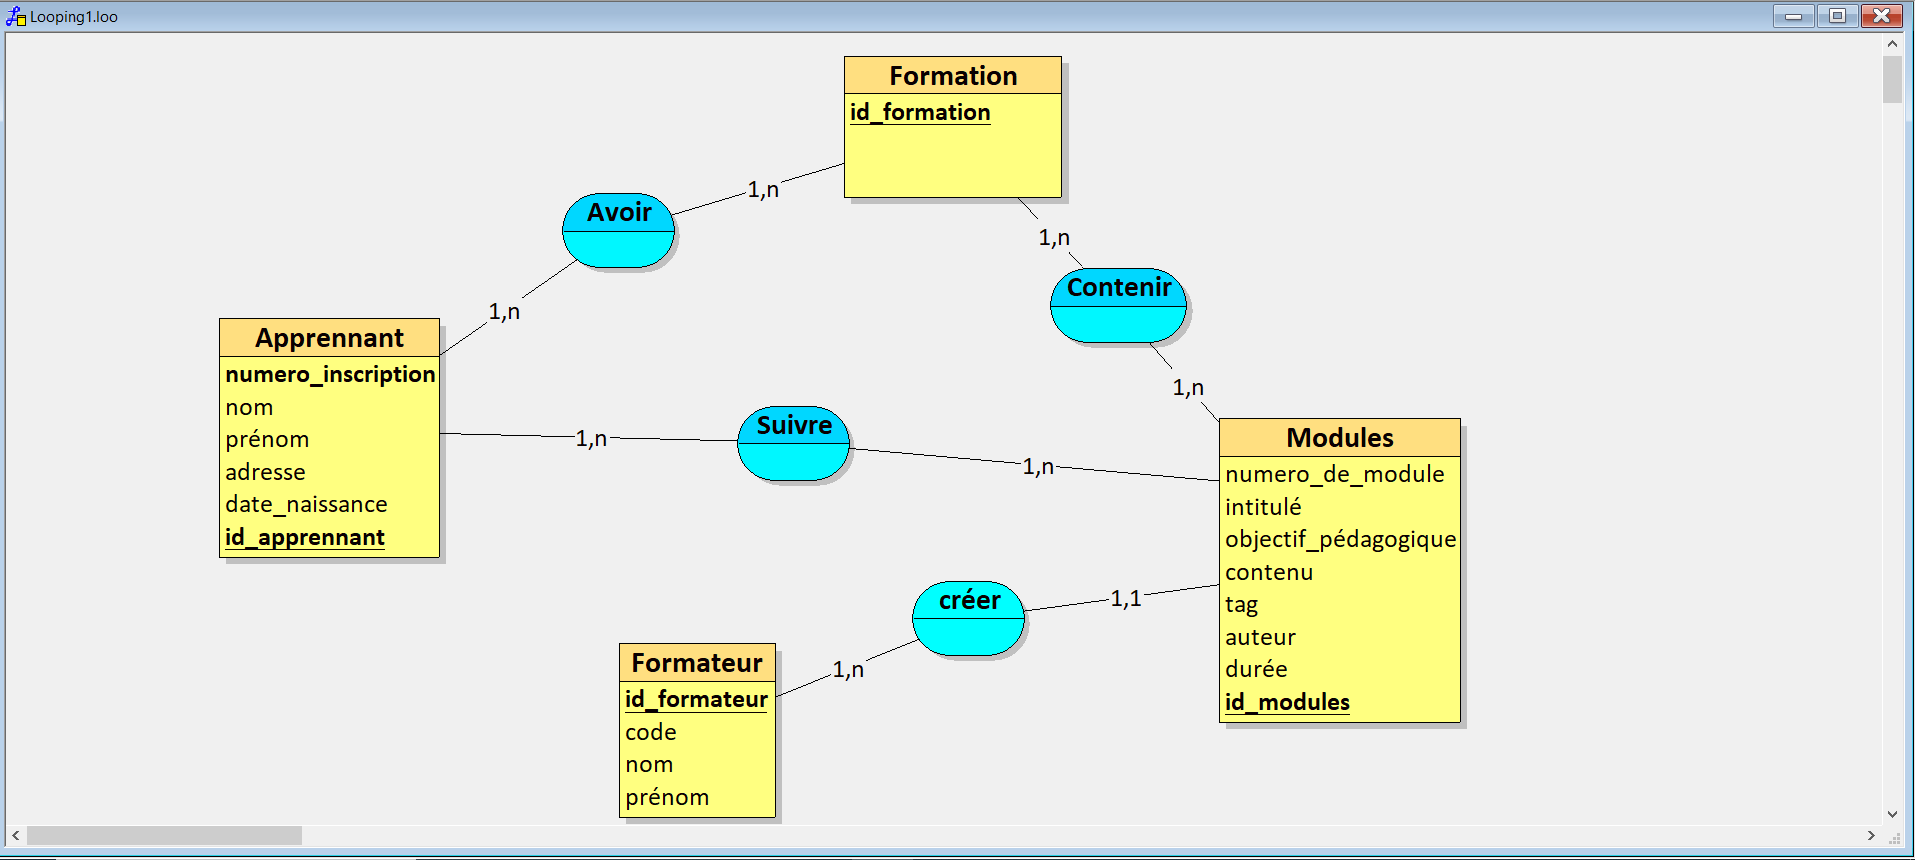 Looping1.loo
Formation
id_formation
1,n
Avoir
1,n
Contenir
1,n
1,n
Apprennant
numero_inscription
nom
prénom
adresse
date_naissance
id_apprennant
1,n
Suivre
1,n
Modules
numero_de_module
intitulé
objectif_pédagogique
contenu
tag
auteur
durée
id_modules
créer
1,1
1,n
Formateur
id_formateur
code
nom
prénom